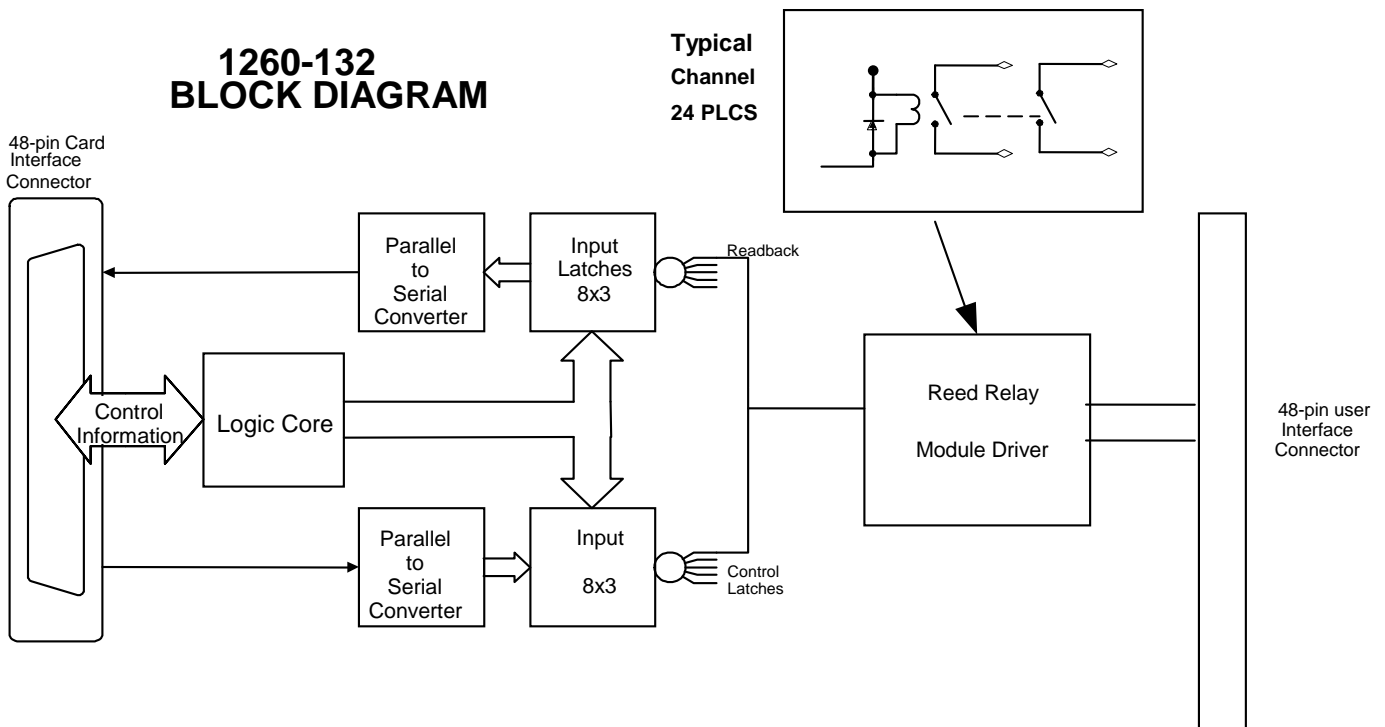 1260-132
BLOCK DIAGRAM
Typical
Channel
24 PLCS
48-pin Card
Interface
Connector
Parallel
to
Serial
Converter
Input
Latches
8x3
Readback
Control
Information
Logic Core
Reed Relay
Module Driver
48-pin user
Interface
Connector
Parallel
to
Serial
Converter
Input
8x3
Control
Latches